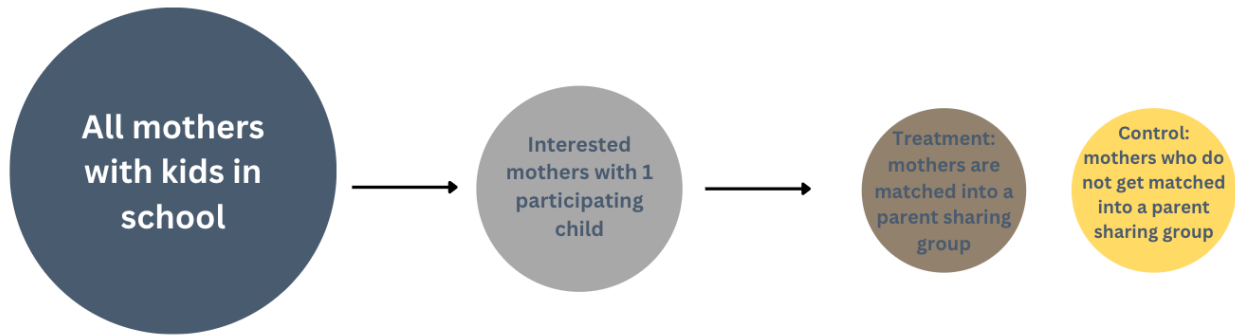 All mothers
with kids in
school
Interested
mothers with 1
participating
child
Treatment:
mothers are
matched into a
parent sharing
group
Control:
mothers who do
not get matched
into a parent
sharing group